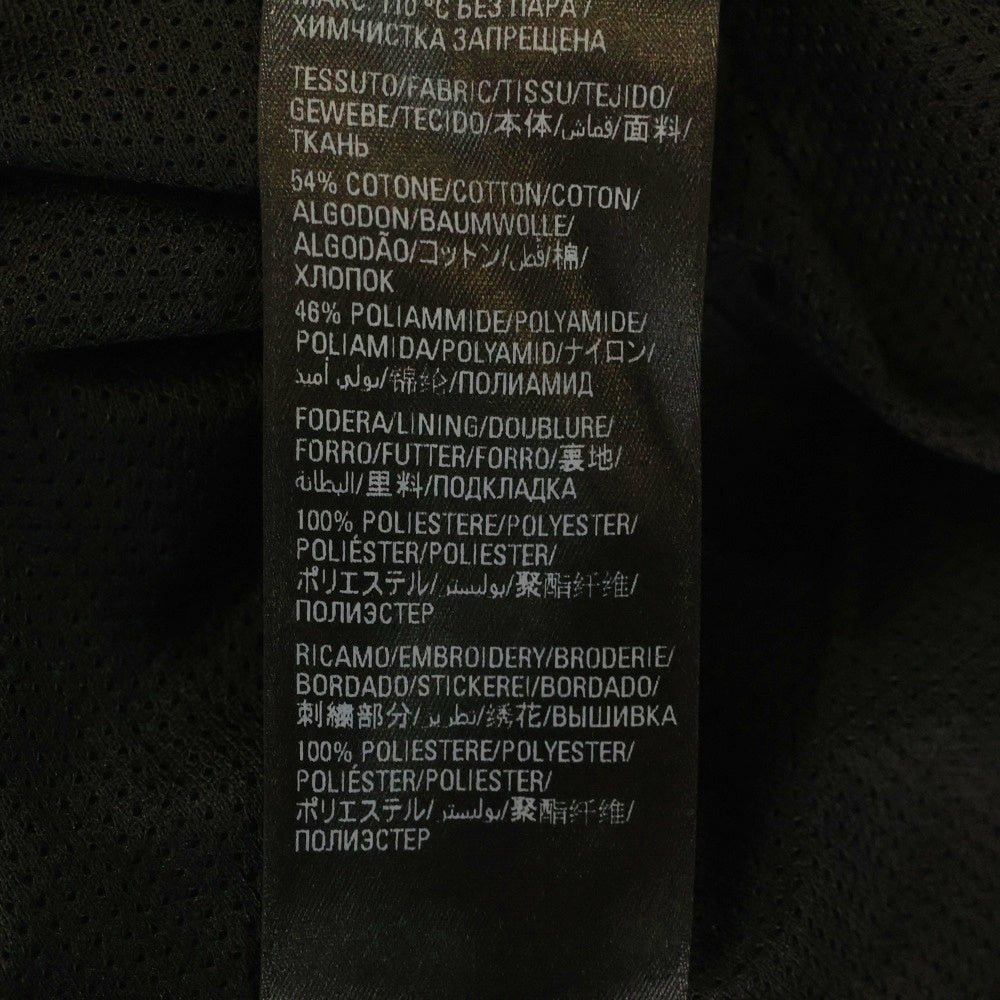 МАКС 110 °C БЕЗ ПАРА /
ХИМЧИСТКА ЗАПРЕЩЕНА
TESSUTO/FABRIC/TISSU/TEJIDO/
GEWEBE/TECIDO/本体/قماش/面料/
ТКАНЬ
54% COTONE/COTTON/COTON/
ALGODON/BAUMWOLLE/
ALGODÃO/コットン/قطن/棉/
ХЛОПОК
46% POLIAMMIDE/POLYAMIDE/
POLIAMIDA/POLYAMID/ナイロン/
بولي أميد/锦纶/ПОЛИАМИД
FODERA/LINING/DOUBLURE/
FORRO/FUTTER/FORRO/裏地/
البطانة/里料/ПОДКЛАДКА
100% POLIESTERE/POLYESTER/
POLIÉSTER/POLIESTER/
ポリエステル/بوليستر/聚酯纤维/
ПОЛИЭСТЕР
RICAMO/EMBROIDERY/BRODERIE/
BORDADO/STICKEREI/BORDADO/
刺繍部分/تطريز/绣花/ВЫШИВКА
100% POLIESTERE/POLYESTER/
POLIÉSTER/POLIESTER/
ポリエステル/بوليستر/聚酯纤维/
ПОЛИЭСТЕР